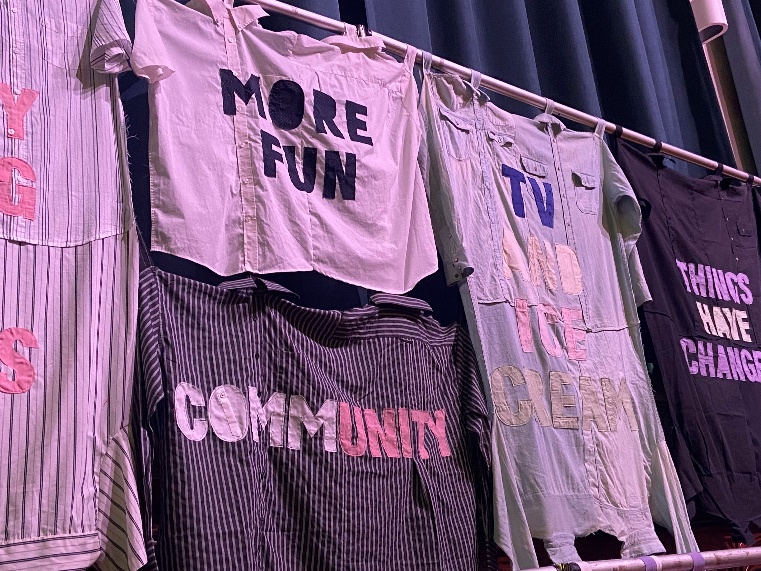 Y
G
S
MORE
FUN
COMMUNITY
TV
AND
ICE
CREAM
THINGS
HAVE
CHANGE